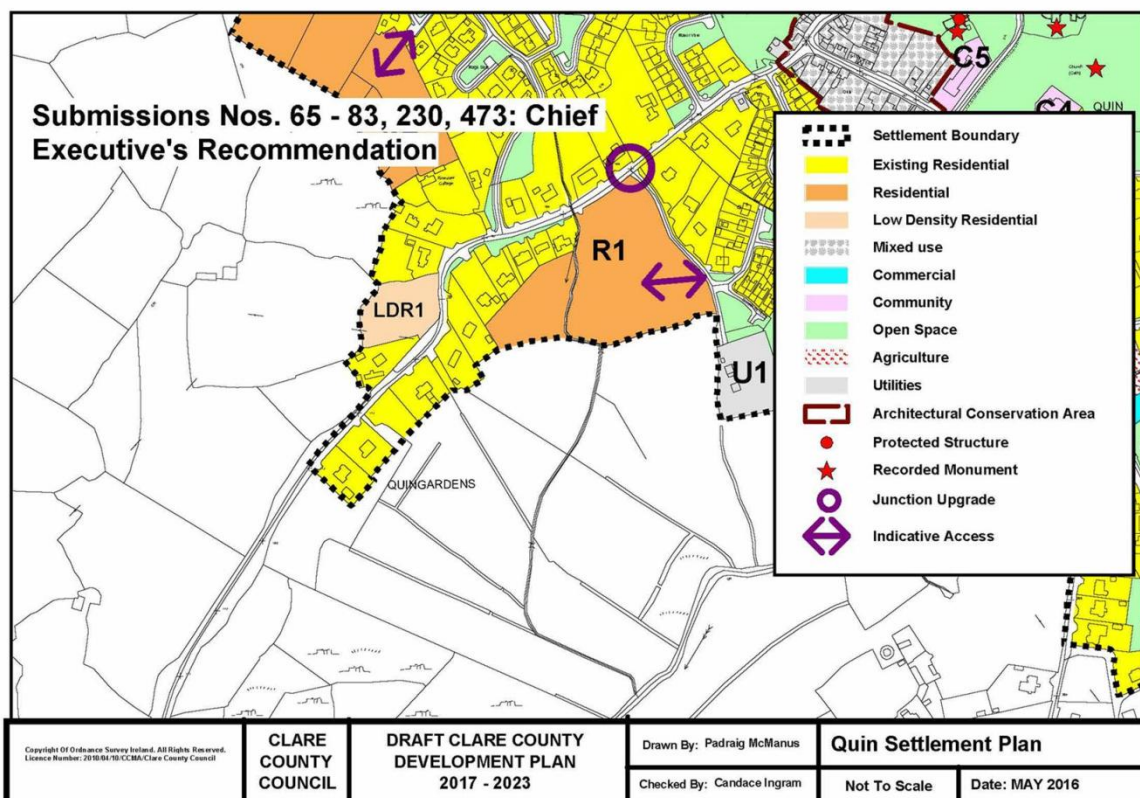 Submissions Nos. 65 - 83, 230, 473: Chief
Executive's Recommendation
C5
QUIN
R1
LDR1
U1
QUINGARDENS
Settlement Boundary
Existing Residential
Residential
Low Density Residential
Mixed use
Commercial
Community
Open Space
Agriculture
Utilities
Architectural Conservation Area
Protected Structure
Recorded Monument
Junction Upgrade
Indicative Access
Copyright Of Ordnance Survey Ireland. All Rights Reserved.
Licence Number: 2010/04/10/CCMA/Clare County Council
CLARE
COUNTY
COUNCIL
DRAFT CLARE COUNTY
DEVELOPMENT PLAN
2017 - 2023
Drawn By: Padraig McManus
Checked By: Candace Ingram
Quin Settlement Plan
Not To Scale
Date: MAY 2016